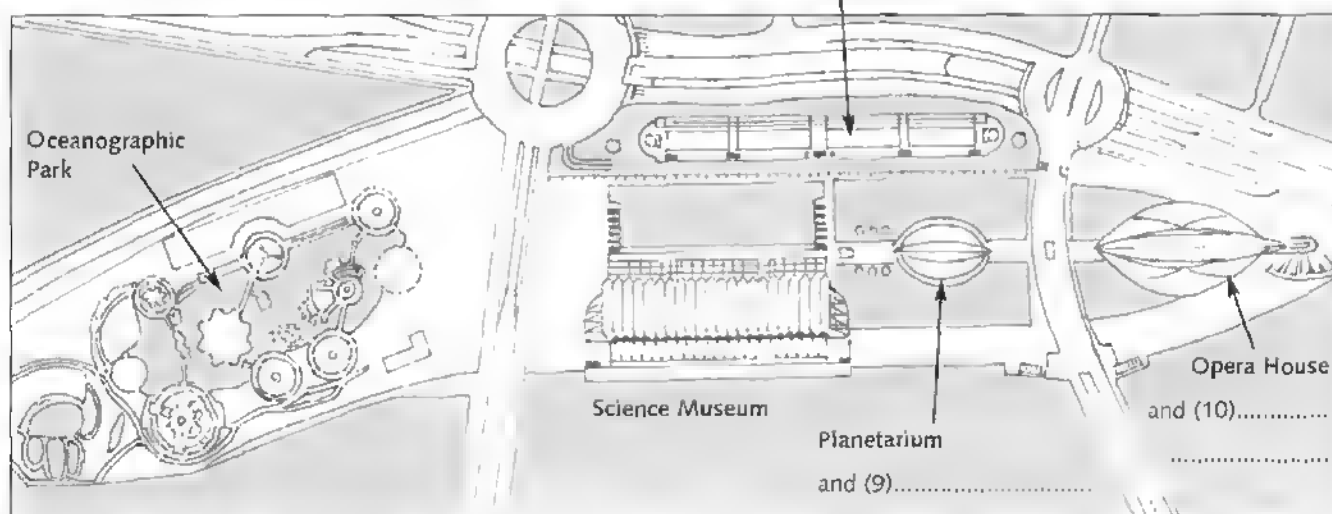 Oceanographic
Park
Science Museum
Planetarium
and (9)..............................
Opera House
and (10)..............
........................